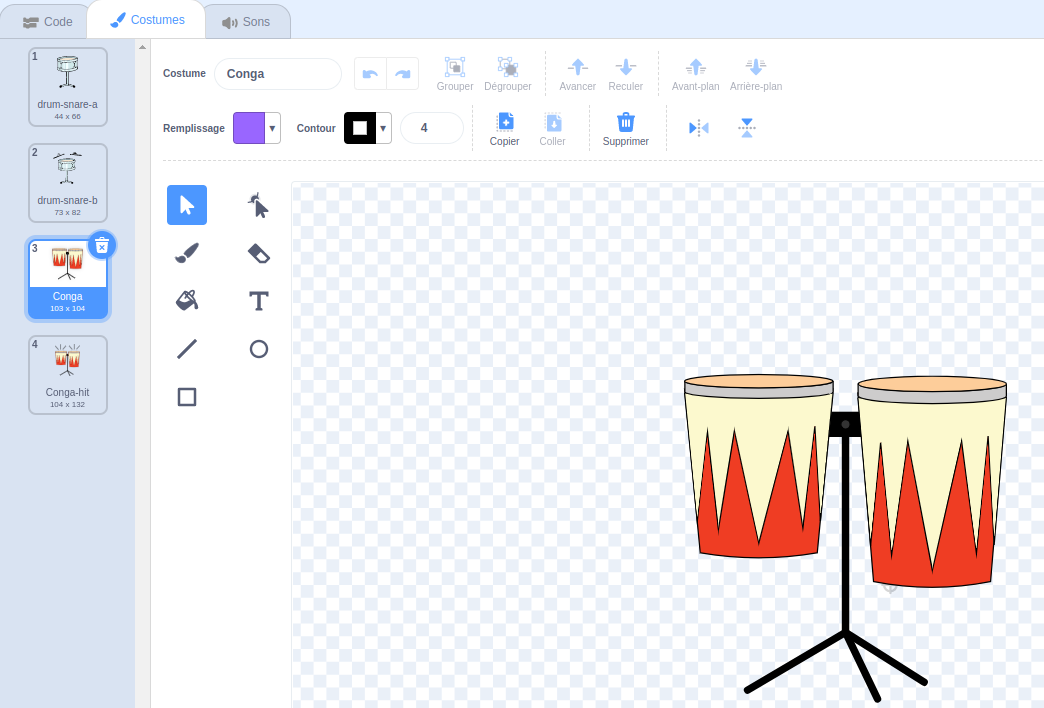 Code
Costumes
Sons
1
drum-snare-a
44 x 66
2
drum-snare-b
73 x 82
3
Conga
103 x 104
4
Conga-hit
104 x 132
Costume
Conga
Grouper
Dégrouper
Avancer
Reculer
Avant-plan
Arrière-plan
Remplissage
Contour
4
Copier
Coller
Supprimer